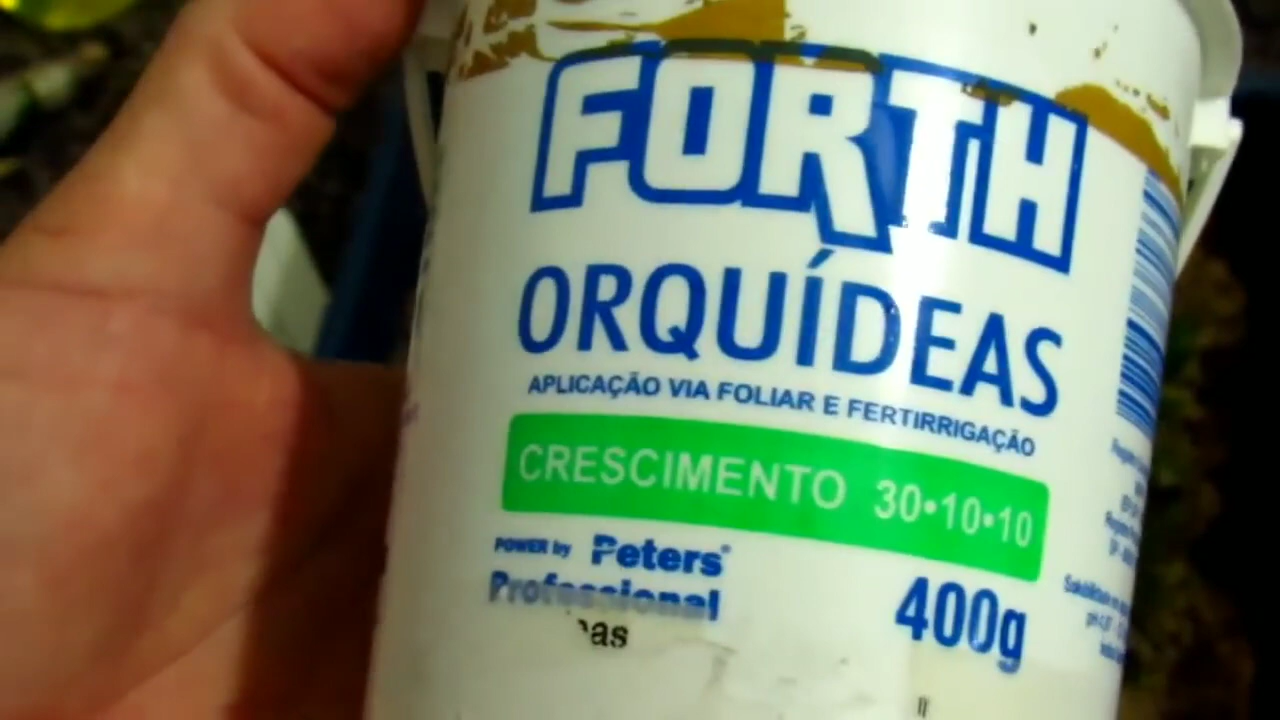 FORTH
ORQUÍDEAS
APLICAÇÃO VIA FOLIAR E FERTIRRIGAÇÃO
CRESCIMENTO 30•10•10
POWER by Peters®
Professional
400g